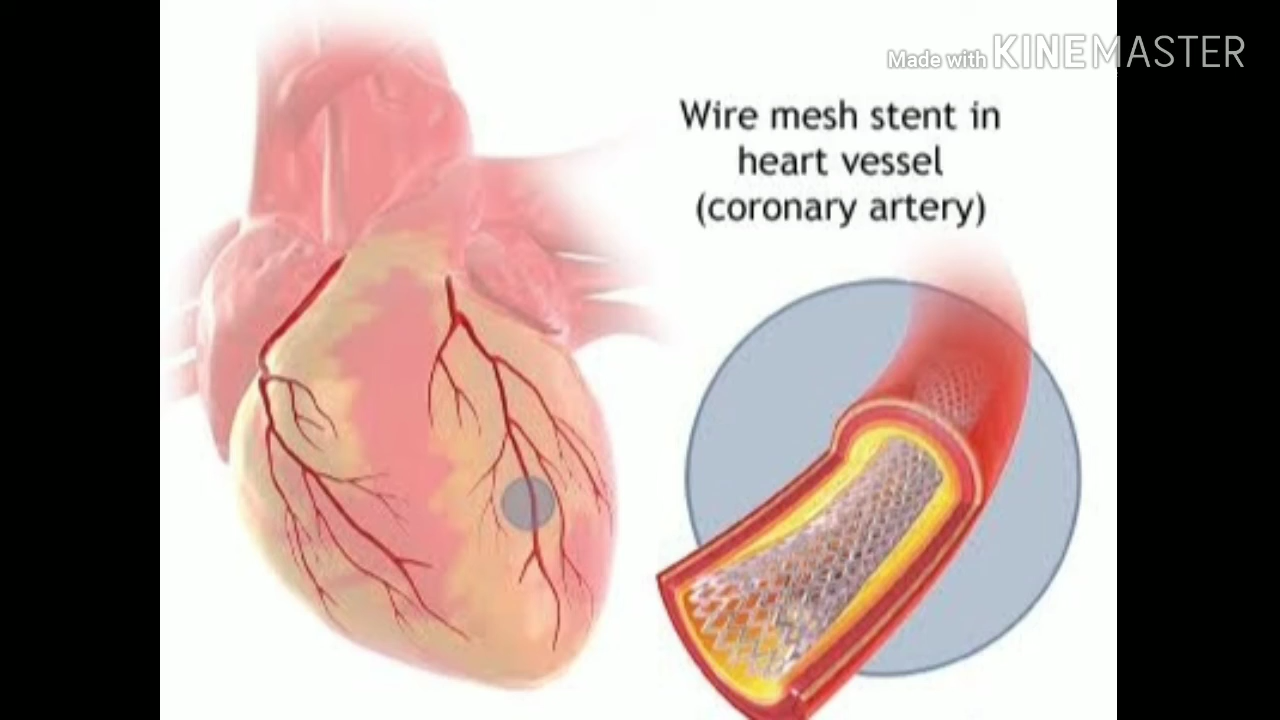 Made with KINEMASTER
Wire mesh stent in
heart vessel
(coronary artery)